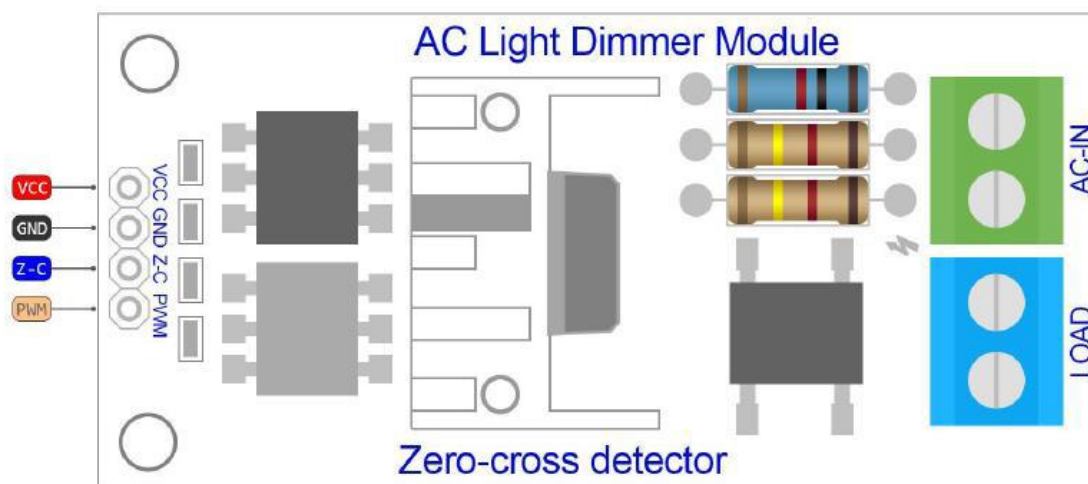 AC Light Dimmer Module
VCC
GND
Z-C
PWM
VCC GND Z-C PWM
AC-IN
LOAD
Zero-cross detector